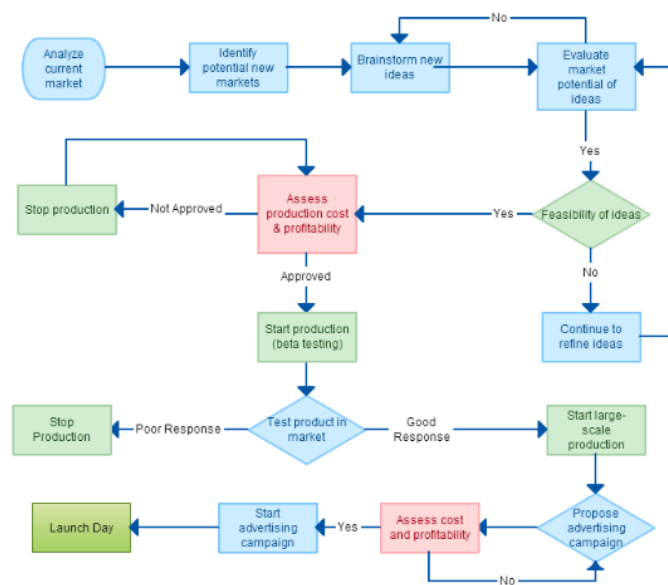 No
Analyze
current
market
Identify
potential new
markets
Brainstorm new
ideas
Evaluate
market
potential of
ideas
Yes
Stop production
Not Approved
Assess
production cost
& profitability
Yes
Feasibility of ideas
Approved
No
Start production
(beta testing)
Continue to
refine ideas
Stop
Production
Poor Response
Test product in
market
Good
Response
Start large-
scale
production
Launch Day
Start
advertising
campaign
Yes
Assess cost
and profitability
Propose
advertising
campaign
No